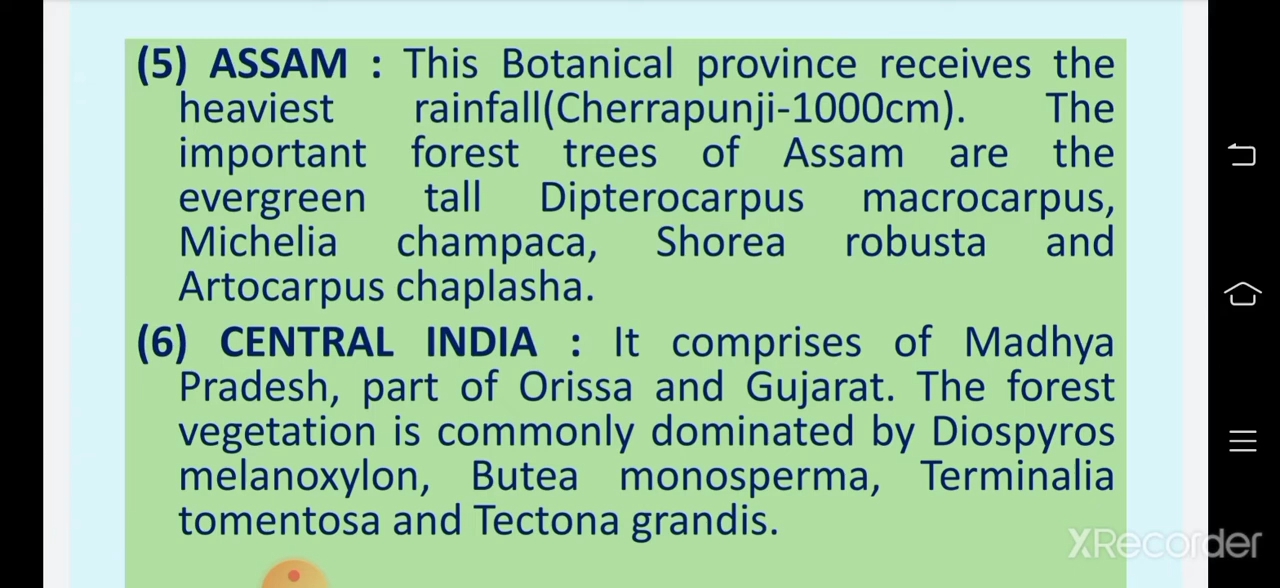 (5) ASSAM : This Botanical province receives the
heaviest rainfall(Cherrapunji-1000cm). The
important forest trees of Assam are the
evergreen tall Dipterocarpus macrocarpus,
Michelia champaca, Shorea robusta and
Artocarpus chaplasha.
(6) CENTRAL INDIA : It comprises of Madhya
Pradesh, part of Orissa and Gujarat. The forest
vegetation is commonly dominated by Diospyros
melanoxylon, Butea monosperma, Terminalia
tomentosa and Tectona grandis.
XRecorder